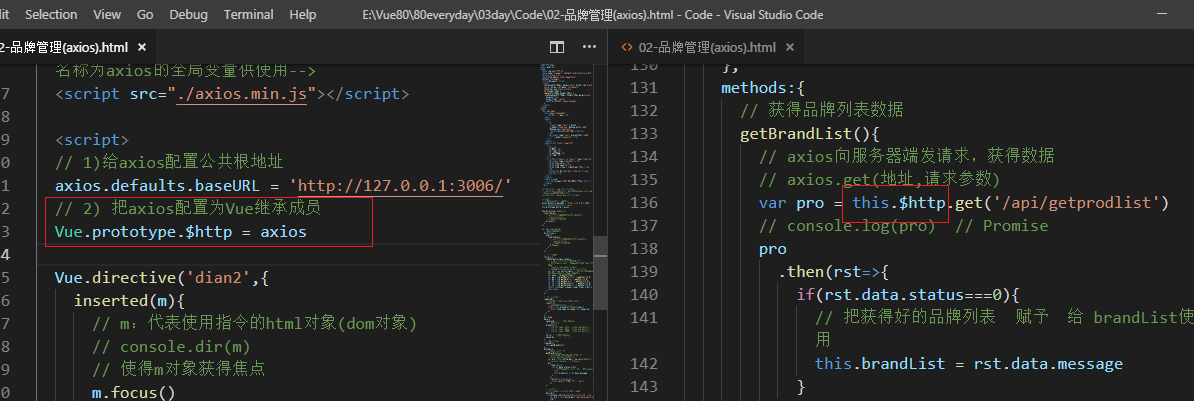 Selection View Go Debug Terminal Help E:\Vue80\80everyday\03day\Code\02-品牌管理(axios).html - Code - Visual Studio Code
02-品牌管理(axios).html ×
名称为axios的全局变量供使用-->
7 <script src="./axios.min.js"></script>
8
9 <script>
0 // 1)给axios配置公共根地址
1 axios.defaults.baseURL = 'http://127.0.0.1:3006/'
2 // 2) 把axios配置为Vue继承成员
3 Vue.prototype.$http = axios
4
5 Vue.directive('dian2',{
6 inserted(m){
7 // m：代表使用指令的html对象(dom对象)
8 // console.dir(m)
9 // 使得m对象获得焦点
0 m.focus()
<> 02-品牌管理(axios).html ×
130 },
131 methods:{
132 // 获得品牌列表数据
133 getBrandList(){
134 // axios向服务器端发请求，获得数据
135 // axios.get(地址,请求参数)
136 var pro = this.$http.get('/api/getprodlist')
137 // console.log(pro) // Promise
138 pro
139 .then(rst=>{
140 if(rst.data.status===0){
141 // 把获得好的品牌列表 赋予 给 brandList使
用
142 this.brandList = rst.data.message
143 }